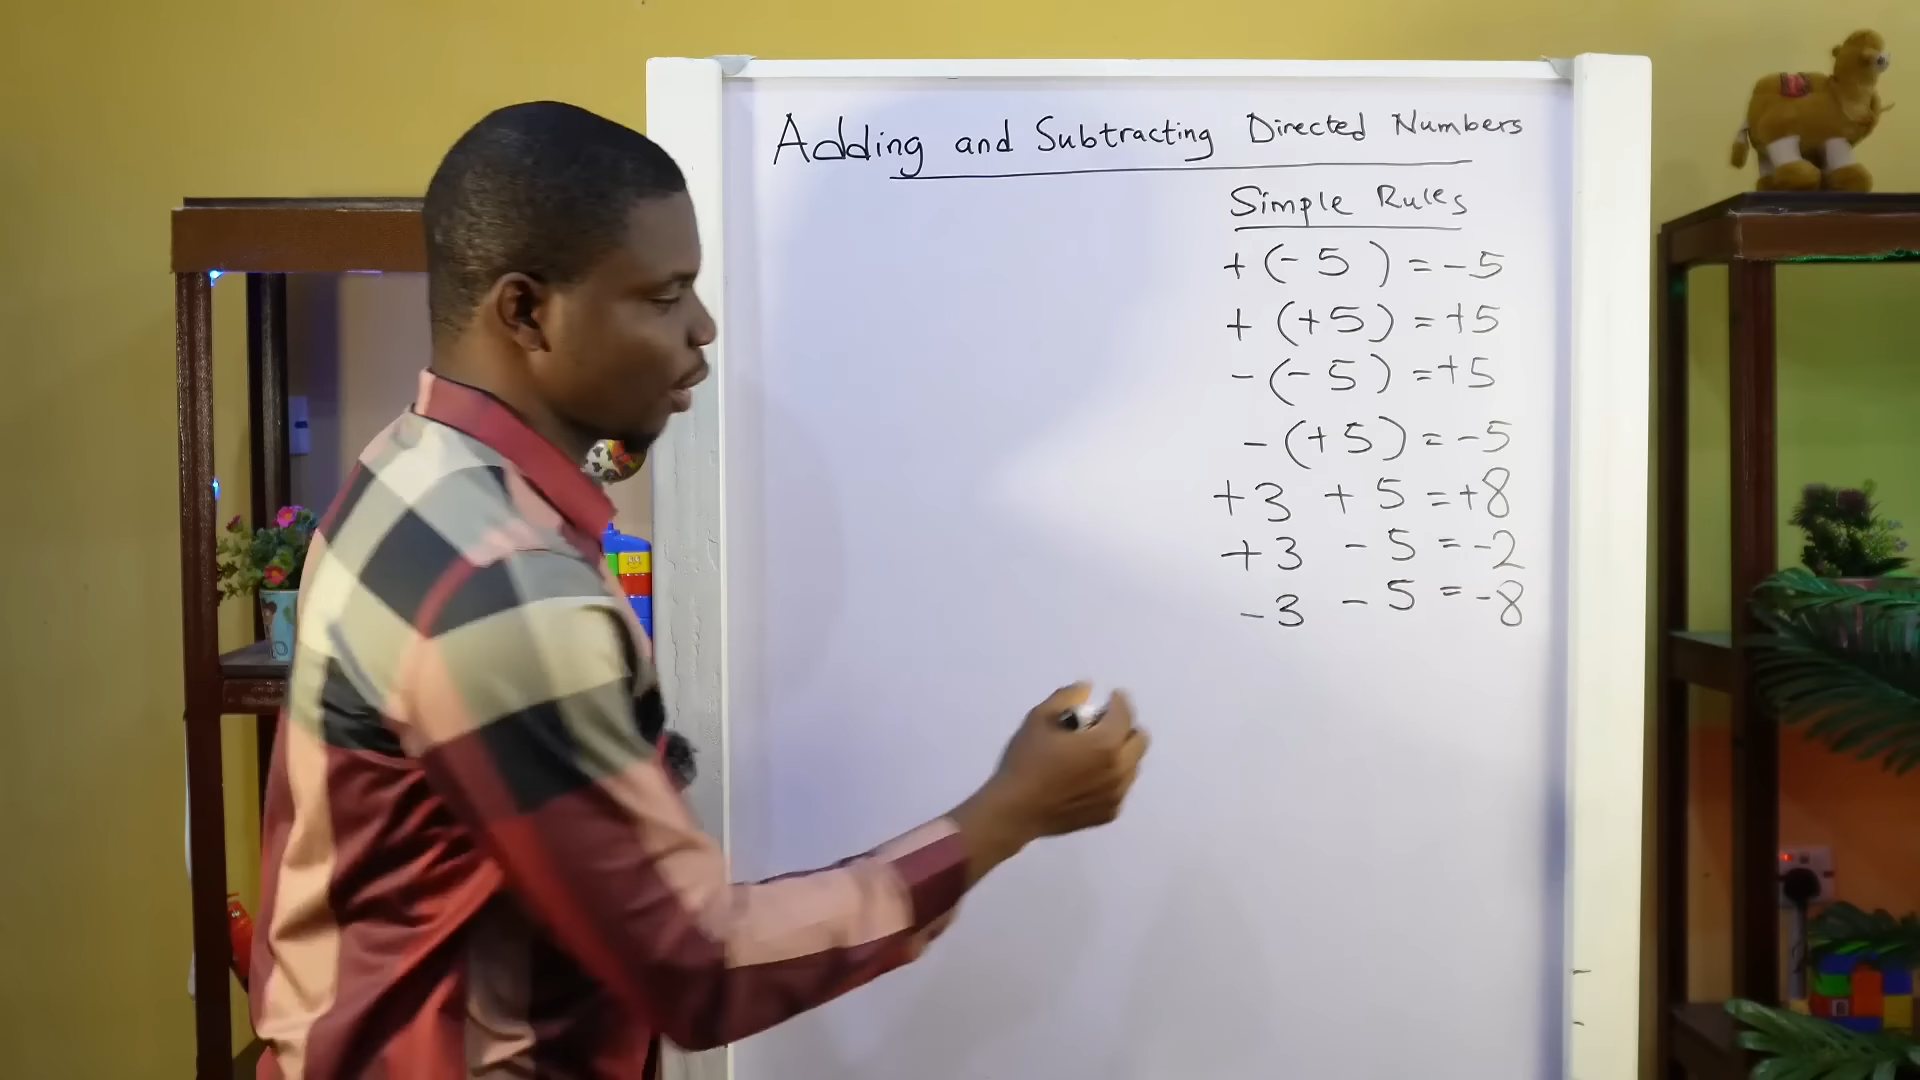 Adding and Subtracting Directed Numbers
Simple Rules
+(-5) = -5
+(+5) = +5
-(-5) = +5
-(+5) = -5
+3 + 5 = +8
+3 - 5 = -2
-3 - 5 = -8